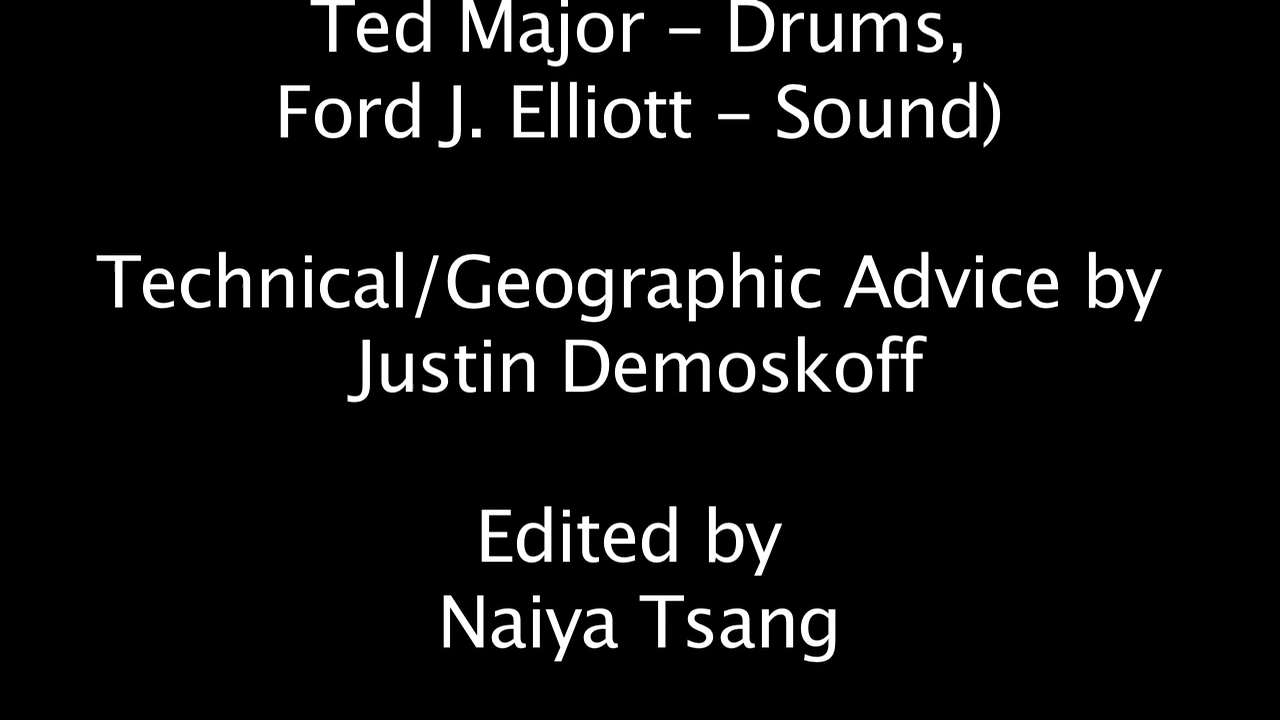 Ted Major – Drums,
Ford J. Elliott – Sound)
Technical/Geographic Advice by
Justin Demoskoff
Edited by
Naiya Tsang